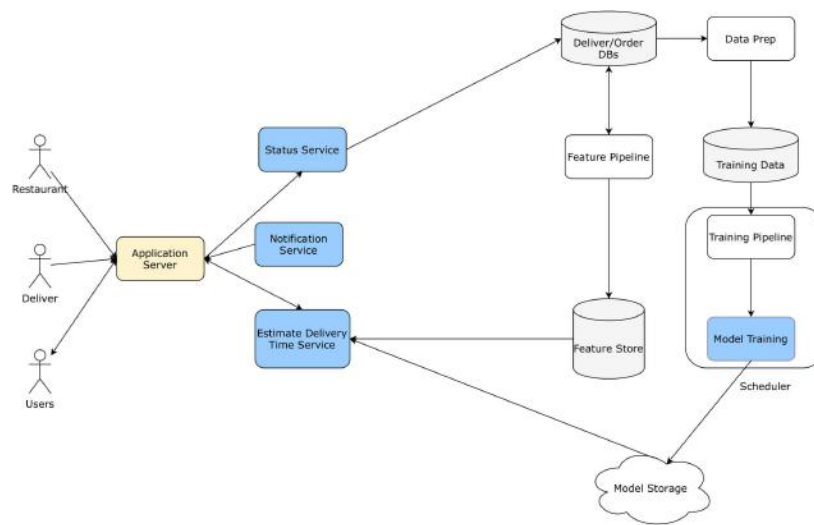 Deliver/Order
DBs
Data Prep
Status Service
Restaurant
Feature Pipeline
Training Data
Application
Server
Notification
Service
Training Pipeline
Deliver
Estimate Delivery
Time Service
Feature Store
Model Training
Users
Scheduler
Model Storage